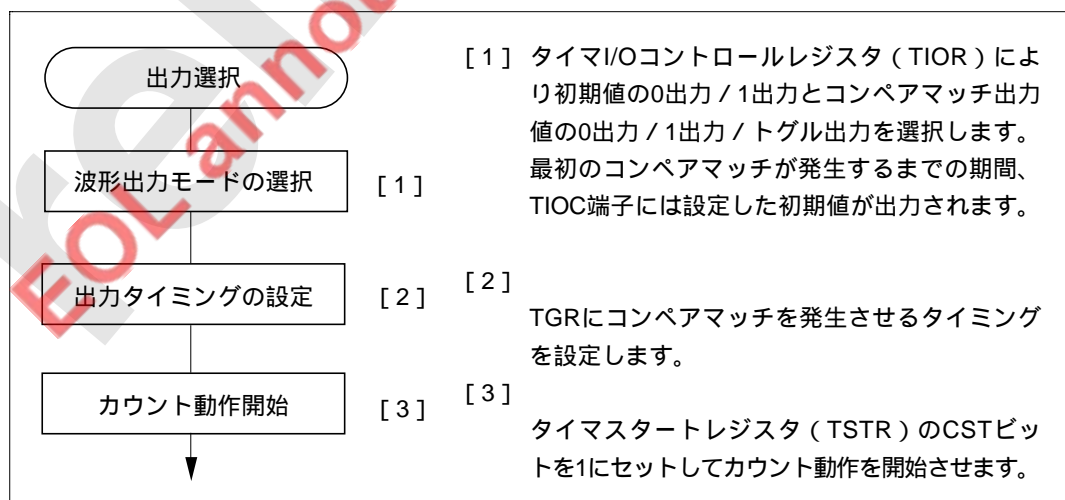 出力選択
波形出力モードの選択 [1]
出力タイミングの設定 [2]
カウント動作開始 [3]
[1] タイマI/Oコントロールレジスタ（TIOR）によ
り初期値の0出力／1出力とコンペアマッチ出力
値の0出力／1出力／トグル出力を選択します。
最初のコンペアマッチが発生するまでの期間、
TIOC端子には設定した初期値が出力されます。
[2]
TGRにコンペアマッチを発生させるタイミング
を設定します。
[3]
タイマスタートレジスタ（TSTR）のCSTビッ
トを1にセットしてカウント動作を開始させます。
EOL anno